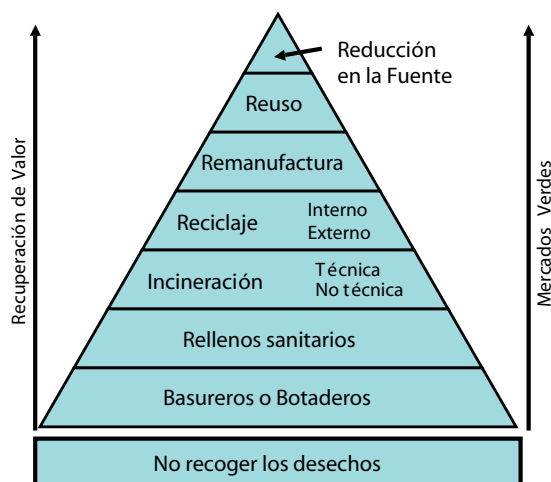 Reducción
en la Fuente
Reuso
Remanufactura
Reciclaje
Interno
Externo
Incineración
Técnica
No técnica
Rellenos sanitarios
Basureros o Botaderos
No recoger los desechos
Recuperación de Valor
Mercados Verdes